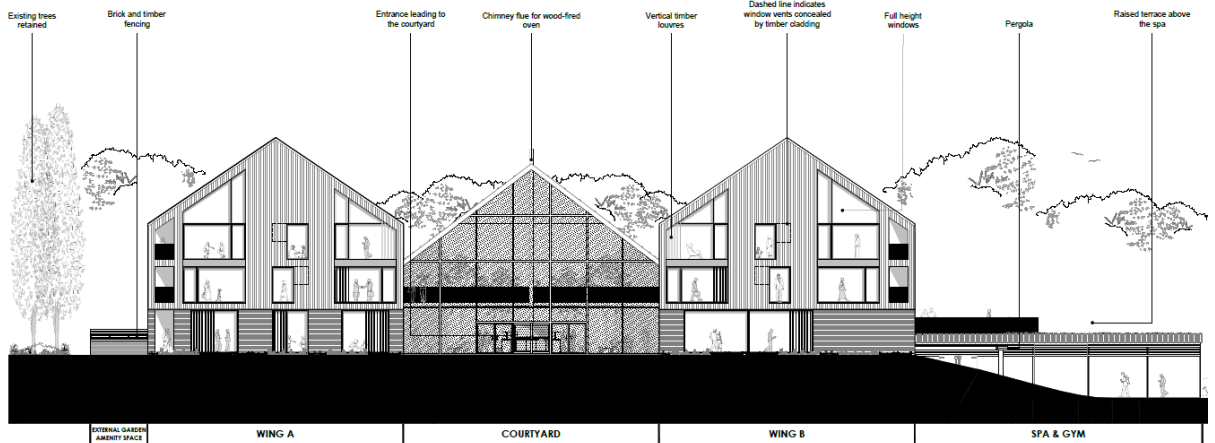 Existing trees
retained
Brick and timber
fencing
Entrance leading to
the courtyard
Chimney flue for wood-fired
oven
Vertical timber
louvres
Dashed line indicates
window vents concealed
by timber cladding
Full height
windows
Pergola
Raised terrace above
the spa
EXTERNAL GARDEN
AMENITY SPACE
WING A
COURTYARD
WING B
SPA & GYM